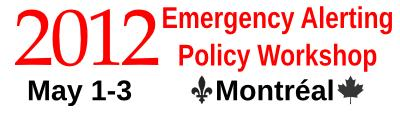 2012 Emergency Alerting
Policy Workshop
May 1-3 Montréal